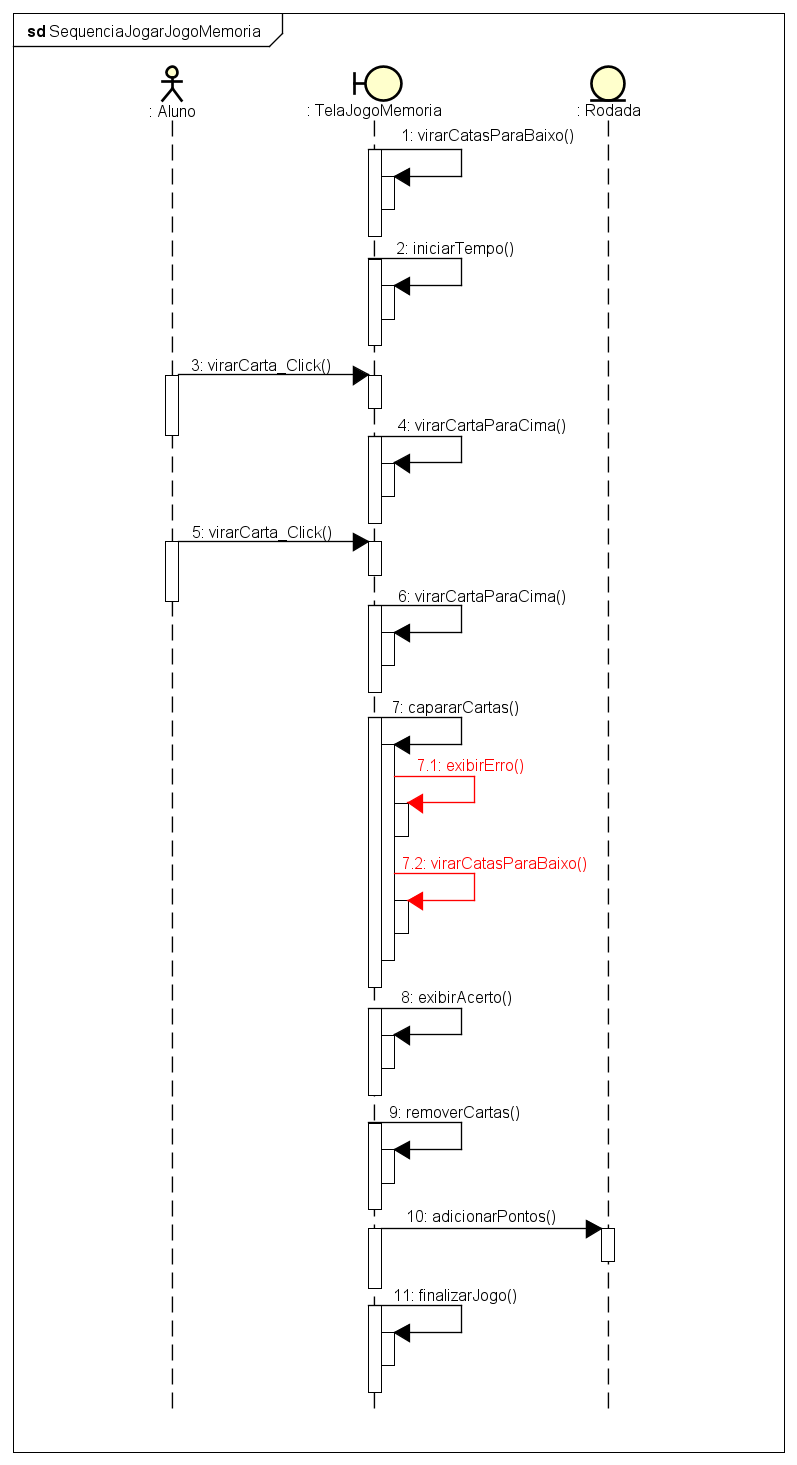 sd SequenciaJogarJogoMemoria
: Aluno
: TelaJogoMemoria
: Rodada
1: virarCatasParaBaixo()
2: iniciarTempo()
3: virarCarta_Click()
4: virarCartaParaCima()
5: virarCarta_Click()
6: virarCartaParaCima()
7: capararCartas()
7.1: exibirErro()
7.2: virarCatasParaBaixo()
8: exibirAcerto()
9: removerCartas()
10: adicionarPontos()
11: finalizarJogo()